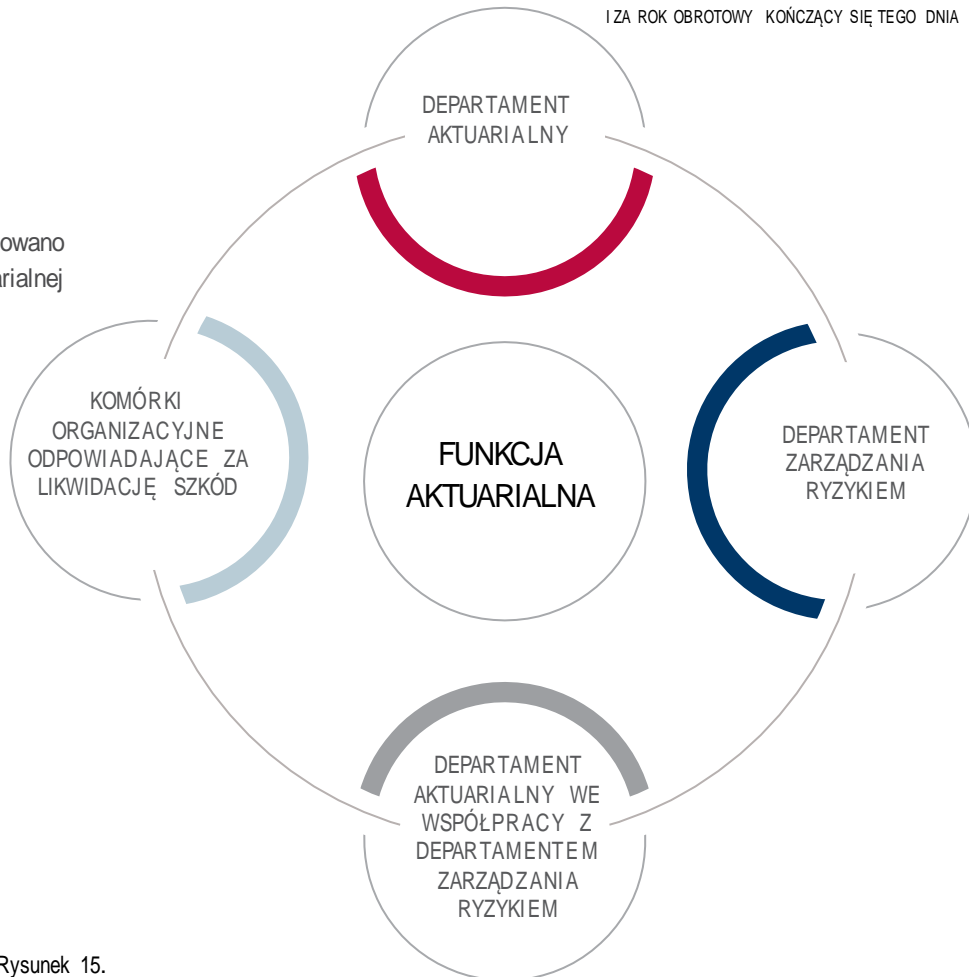 I ZA ROK OBROTOWY KOŃCZĄCY SIĘ TEGO DNIA
DEPARTAMENT
AKTUARIALNY
owano
arialnej
KOMÓRKI
ORGANIZACYJNE
ODPOWIADAJĄCE ZA
LIKWIDACJĘ SZKÓD
FUNKCJA
AKTUARIALNA
DEPARTAMENT
ZARZĄDZANIA
RYZYKIEM
DEPARTAMENT
AKTUARIALNY WE
WSPÓŁPRACY Z
DEPARTAMENTEM
ZARZĄDZANIA
RYZYKIEM
Rysunek 15.